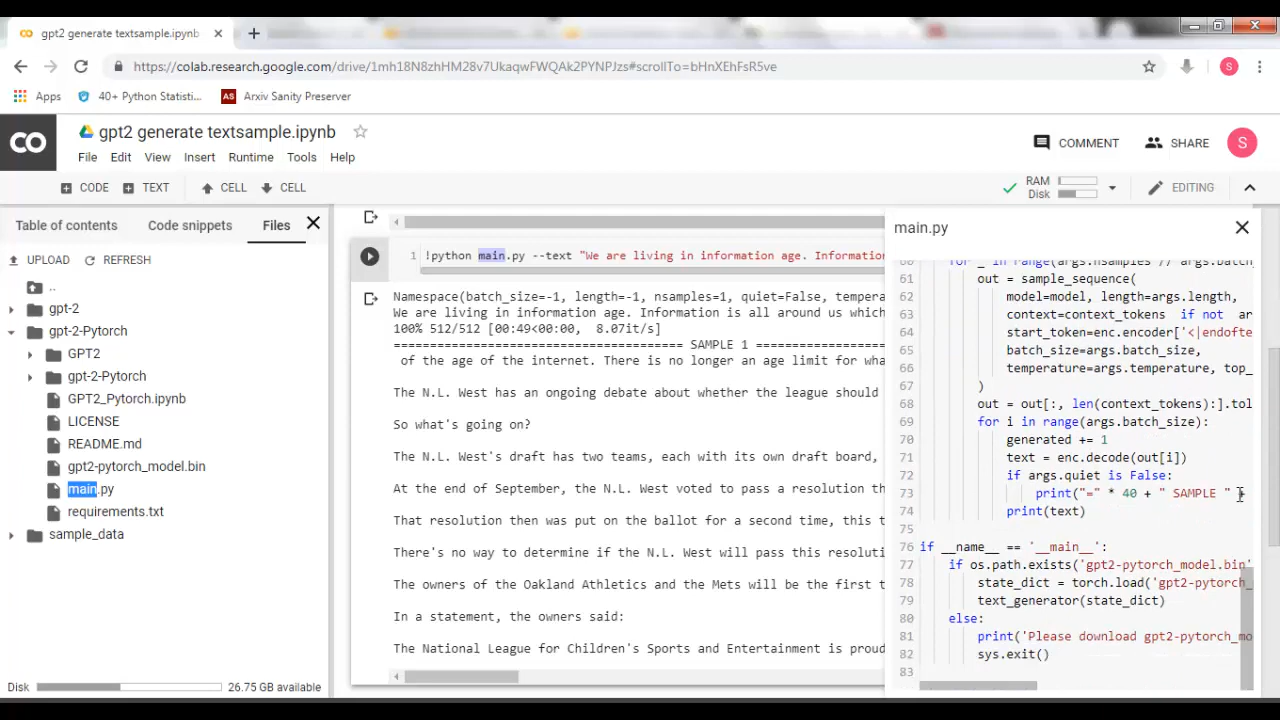 gpt2 generate textsample.ipynb
https://colab.research.google.com/drive/1mh18N8zhHM28v7UkaqwFWQAk2PYNPJzs#scrollTo=bHnXEhFsR5ve
S
Apps 40+ Python Statisti... AS Arxiv Sanity Preserver
CO gpt2 generate textsample.ipynb
COMMENT SHARE S
File Edit View Insert Runtime Tools Help
CODE TEXT CELL CELL
RAM
Disk
EDITING
Table of contents Code snippets Files
UPLOAD REFRESH
..
gpt-2
gpt-2-Pytorch
GPT2
gpt-2-Pytorch
GPT2_Pytorch.ipynb
LICENSE
README.md
gpt2-pytorch_model.bin
main.py
requirements.txt
sample_data
Disk 26.75 GB available
1 !python main.py --text "We are living in information age. Information
Namespace(batch_size=-1, length=-1, nsamples=1, quiet=False, tempera
We are living in information age. Information is all around us which
100% 512/512 [00:49<00:00, 8.07it/s]
======================================== SAMPLE 1 ====================
of the age of the internet. There is no longer an age limit for wha
The N.L. West has an ongoing debate about whether the league should
So what's going on?
The N.L. West's draft has two teams, each with its own draft board,
At the end of September, the N.L. West voted to pass a resolution th
That resolution then was put on the ballot for a second time, this t
There's no way to determine if the N.L. West will pass this resoluti
The owners of the Oakland Athletics and the Mets will be the first t
In a statement, the owners said:
The National League for Children's Sports and Entertainment is proud
main.py
60 for _ in range(args.nsamples // args.batch_
61 out = sample_sequence(
62 model=model, length=args.length,
63 context=context_tokens if not ar
64 start_token=enc.encoder['<|endofte
65 batch_size=args.batch_size,
66 temperature=args.temperature, top_
67 )
68 out = out[:, len(context_tokens):].tol
69 for i in range(args.batch_size):
70 generated += 1
71 text = enc.decode(out[i])
72 if args.quiet is False:
73 print("=" * 40 + " SAMPLE " +
74 print(text)
75
76 if __name__ == '__main__':
77 if os.path.exists('gpt2-pytorch_model.bin'
78 state_dict = torch.load('gpt2-pytorch_
79 text_generator(state_dict)
80 else:
81 print('Please download gpt2-pytorch_mo
82 sys.exit()
83